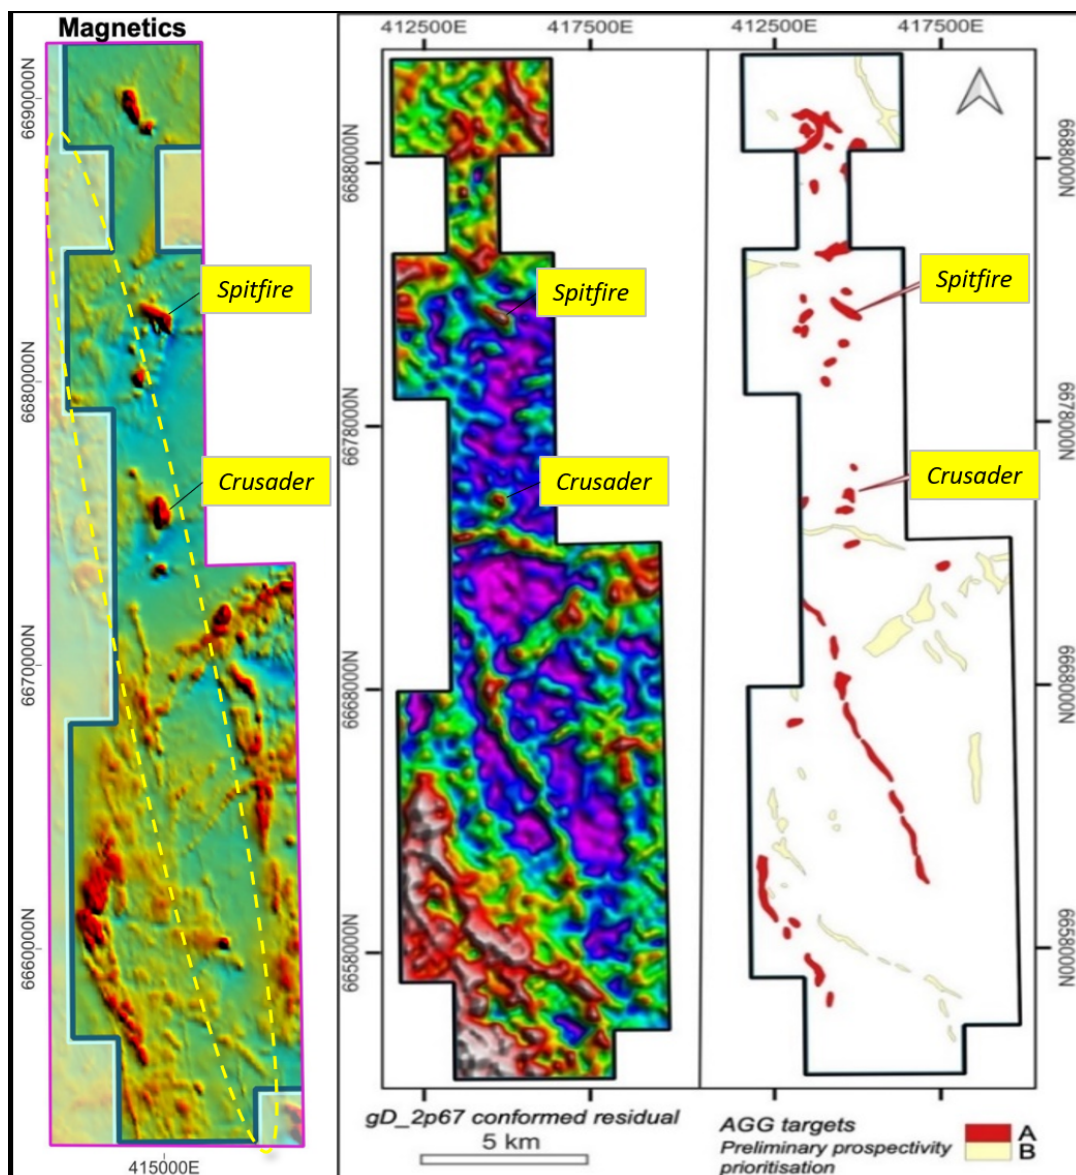 Magnetics
412500E
417500E
412500E
417500E
6690000N
6680000N
6670000N
6660000N
415000E
Spitfire
Crusader
6688000N
6678000N
6668000N
6658000N
Spitfire
Crusader
gD_2p67 conformed residual
5 km
Spitfire
Crusader
6688000N
6678000N
6668000N
6658000N
AGG targets
Preliminary prospectivity
prioritisation
A
B